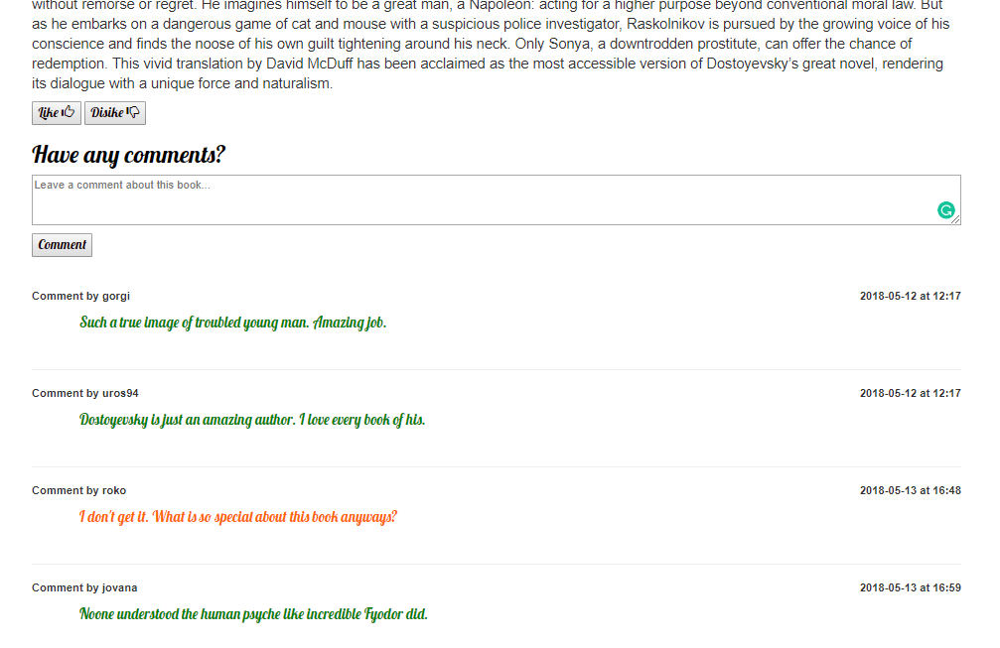 without remorse or regret. He imagines himself to be a great man, a Napoleon: acting for a higher purpose beyond conventional moral law. But
as he embarks on a dangerous game of cat and mouse with a suspicious police investigator, Raskolnikov is pursued by the growing voice of his
conscience and finds the noose of his own guilt tightening around his neck. Only Sonya, a downtrodden prostitute, can offer the chance of
redemption. This vivid translation by David McDuff has been acclaimed as the most accessible version of Dostoyevsky's great novel, rendering
its dialogue with a unique force and naturalism.
Like Disike
Have any comments?
Leave a comment about this book...
Comment
Comment by gorgi 2018-05-12 at 12:17
Such a true image of troubled young man. Amazing job.
Comment by uros94 2018-05-12 at 12:17
Dostoyevsky is just an amazing author. I love every book of his.
Comment by roko 2018-05-13 at 16:48
I don't get it. What is so special about this book anyways?
Comment by jovana 2018-05-13 at 16:59
Noone understood the human psyche like incredible Fyodor did.